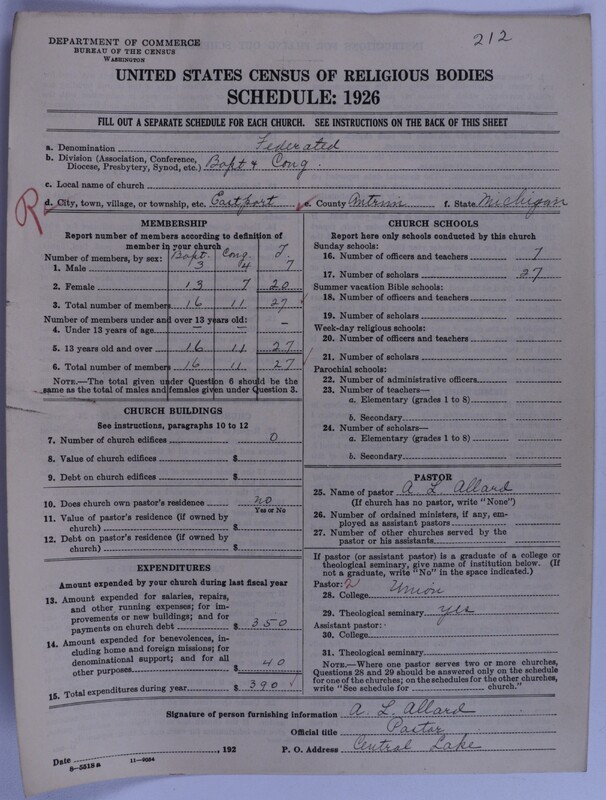 212
DEPARTMENT OF COMMERCE
BUREAU OF THE CENSUS
WASHINGTON
UNITED STATES CENSUS OF RELIGIOUS BODIES
SCHEDULE: 1926
FILL OUT A SEPARATE SCHEDULE FOR EACH CHURCH. SEE INSTRUCTIONS ON THE BACK OF THIS SHEET
a. Denomination Federated
b. Division (Association, Conference,
Diocese, Presbytery, Synod, etc.) Bapt & Cong.
c. Local name of church
R d. City, town, village, or township, etc. Eastport e. County Antrim f. State Michigan
MEMBERSHIP
Report number of members according to definition of
member in your church
Number of members, by sex: Bapt. Cong. T.
1. Male 3 4 7
2. Female 13 7 20
3. Total number of members 16 11 27
Number of members under and over 13 years old:
4. Under 13 years of age — — —
5. 13 years old and over 16 11 27
6. Total number of members 16 11 27
NOTE.—The total given under Question 6 should be the
same as the total of males and females given under Question 3.
CHURCH BUILDINGS
See instructions, paragraphs 10 to 12
7. Number of church edifices 0
8. Value of church edifices $
9. Debt on church edifices $
10. Does church own pastor's residence no
Yes or No
11. Value of pastor's residence (if owned by
church) $
12. Debt on pastor's residence (if owned by
church) $
EXPENDITURES
Amount expended by your church during last fiscal year
13. Amount expended for salaries, repairs,
and other running expenses; for im-
provements or new buildings; and for
payments on church debt $ 350
14. Amount expended for benevolences, in-
cluding home and foreign missions; for
denominational support; and for all
other purposes $ 40
15. Total expenditures during year $ 390
CHURCH SCHOOLS
Report here only schools conducted by this church
Sunday schools:
16. Number of officers and teachers 7
17. Number of scholars 27
Summer vacation Bible schools:
18. Number of officers and teachers
19. Number of scholars
Week-day religious schools:
20. Number of officers and teachers
21. Number of scholars
Parochial schools:
22. Number of administrative officers
23. Number of teachers—
a. Elementary (grades 1 to 8)
b. Secondary
24. Number of scholars—
a. Elementary (grades 1 to 8)
b. Secondary
PASTOR
25. Name of pastor A. L. Allard
(If church has no pastor, write "None")
26. Number of ordained ministers, if any, em-
ployed as assistant pastors
27. Number of other churches served by the
pastor or his assistants
If pastor (or assistant pastor) is a graduate of a college or
theological seminary, give name of institution below. (If
not a graduate, write "No" in the space indicated.)
Pastor: 2
28. College Union
29. Theological seminary yes
Assistant pastor:
30. College
31. Theological seminary
NOTE.—Where one pastor serves two or more churches,
Questions 28 and 29 should be answered only on the schedule
for one of the churches; on the schedules for the other churches,
write "See schedule for church."
Signature of person furnishing information A. L. Allard
Official title Pastor
Date , 192 P. O. Address Central Lake
8—5518 a 11—9084